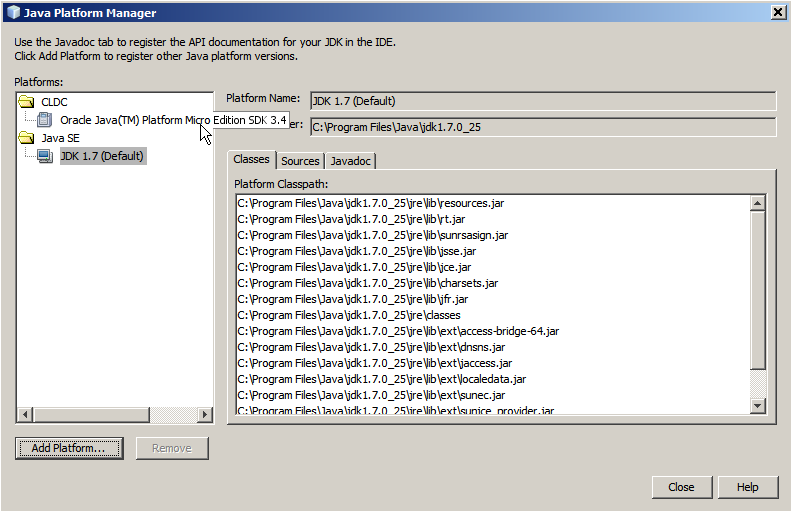 Java Platform Manager
Use the Javadoc tab to register the API documentation for your JDK in the IDE.
Click Add Platform to register other Java platform versions.
Platforms:
CLDC
Oracle Java(TM) Platform Micro Edition SDK 3.4
Java SE
JDK 1.7 (Default)
Platform Name:
JDK 1.7 (Default)
er:
C:\Program Files\Java\jdk1.7.0_25
Classes
Sources
Javadoc
Platform Classpath:
C:\Program Files\Java\jdk1.7.0_25\jre\lib\resources.jar
C:\Program Files\Java\jdk1.7.0_25\jre\lib\rt.jar
C:\Program Files\Java\jdk1.7.0_25\jre\lib\sunrsasign.jar
C:\Program Files\Java\jdk1.7.0_25\jre\lib\jsse.jar
C:\Program Files\Java\jdk1.7.0_25\jre\lib\jce.jar
C:\Program Files\Java\jdk1.7.0_25\jre\lib\charsets.jar
C:\Program Files\Java\jdk1.7.0_25\jre\lib\jfr.jar
C:\Program Files\Java\jdk1.7.0_25\jre\classes
C:\Program Files\Java\jdk1.7.0_25\jre\lib\ext\access-bridge-64.jar
C:\Program Files\Java\jdk1.7.0_25\jre\lib\ext\dnsns.jar
C:\Program Files\Java\jdk1.7.0_25\jre\lib\ext\jaccess.jar
C:\Program Files\Java\jdk1.7.0_25\jre\lib\ext\localedata.jar
C:\Program Files\Java\jdk1.7.0_25\jre\lib\ext\sunec.jar
C:\Program Files\Java\jdk1.7.0_25\jre\lib\ext\sunjce_provider.jar
Add Platform...
Remove
Close
Help